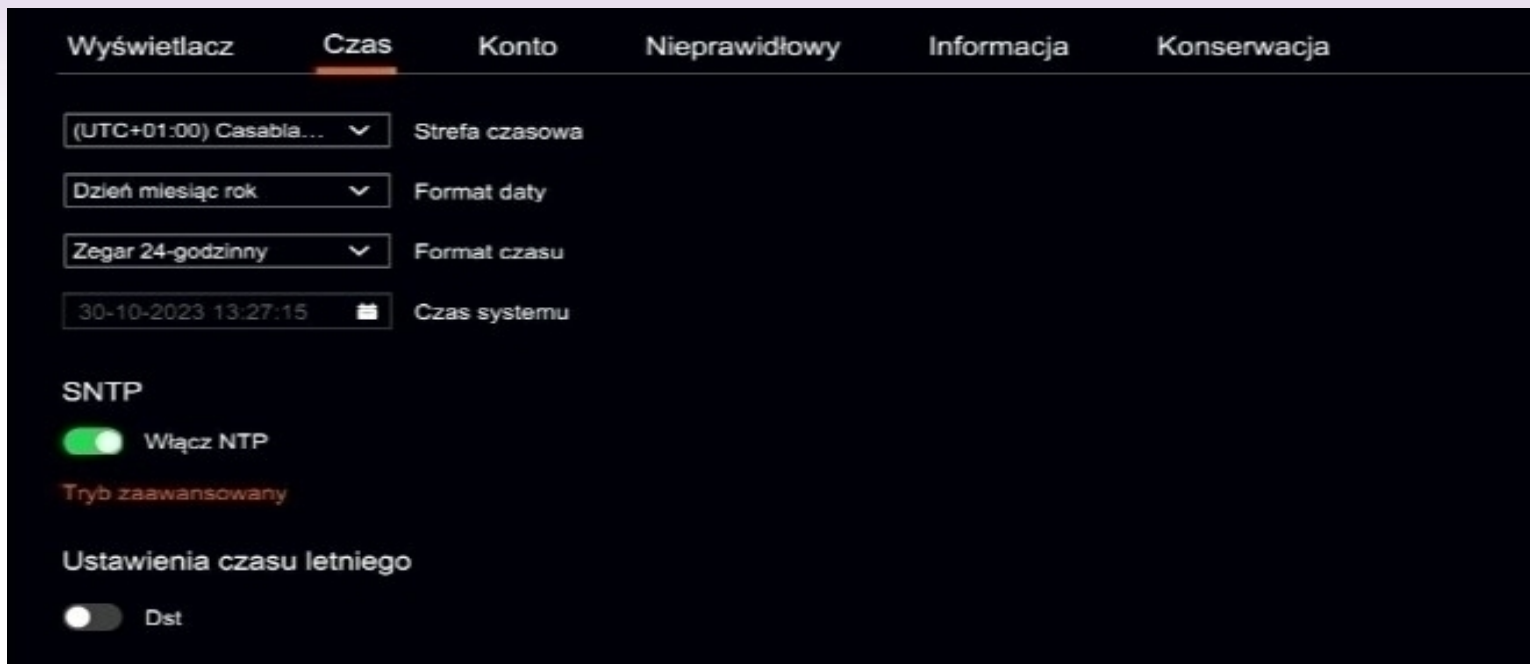 Wyświetlacz Czas Konto Nieprawidłowy Informacja Konserwacja
(UTC+01:00) Casabla... Strefa czasowa
Dzień miesiąc rok Format daty
Zegar 24-godzinny Format czasu
30-10-2023 13:27:15 Czas systemu
SNTP
Włącz NTP
Tryb zaawansowany
Ustawienia czasu letniego
Dst